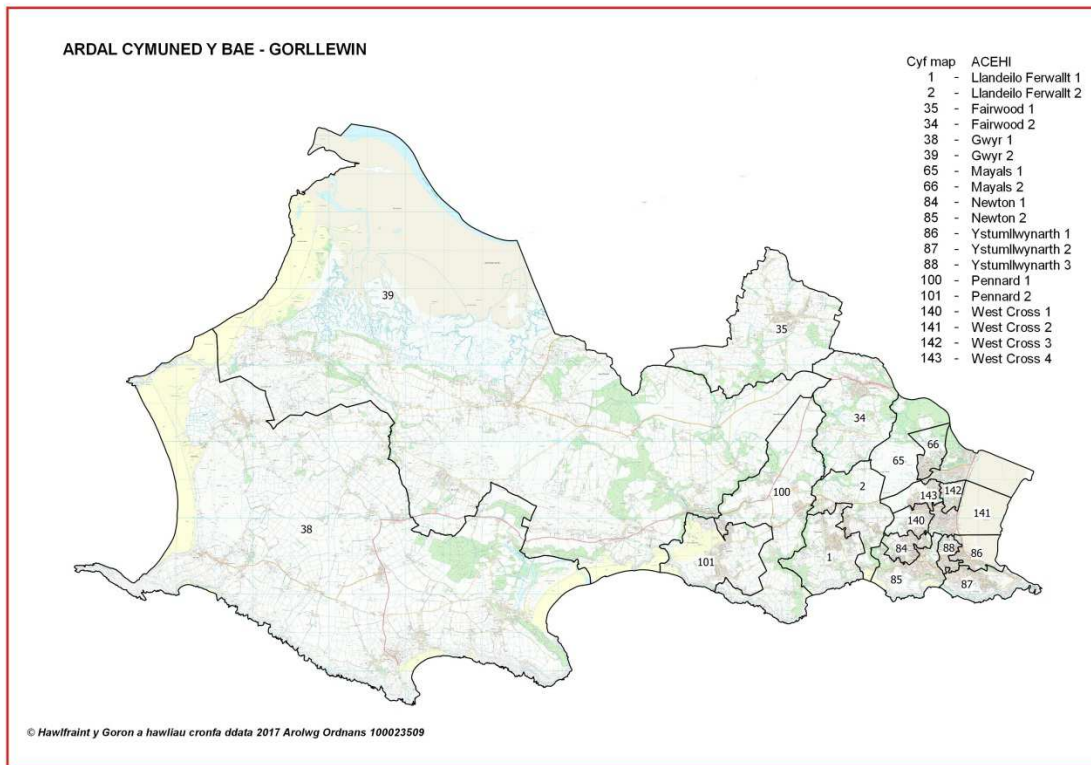 ARDAL CYMUNED Y BAE - GORLLEWIN
Cyf map ACEHI
1 - Llandeilo Ferwallt 1
2 - Llandeilo Ferwallt 2
35 - Fairwood 1
34 - Fairwood 2
38 - Gwyr 1
39 - Gwyr 2
65 - Mayals 1
66 - Mayals 2
84 - Newton 1
85 - Newton 2
86 - Ystumllwynarth 1
87 - Ystumllwynarth 2
88 - Ystumllwynarth 3
100 - Pennard 1
101 - Pennard 2
140 - West Cross 1
141 - West Cross 2
142 - West Cross 3
143 - West Cross 4
39
35
34
66
65
2
100
143
142
141
140
38
101
1
84
88
86
85
87
© Hawlfraint y Goron a hawliau cronfa ddata 2017 Arolwg Ordnans 100023509